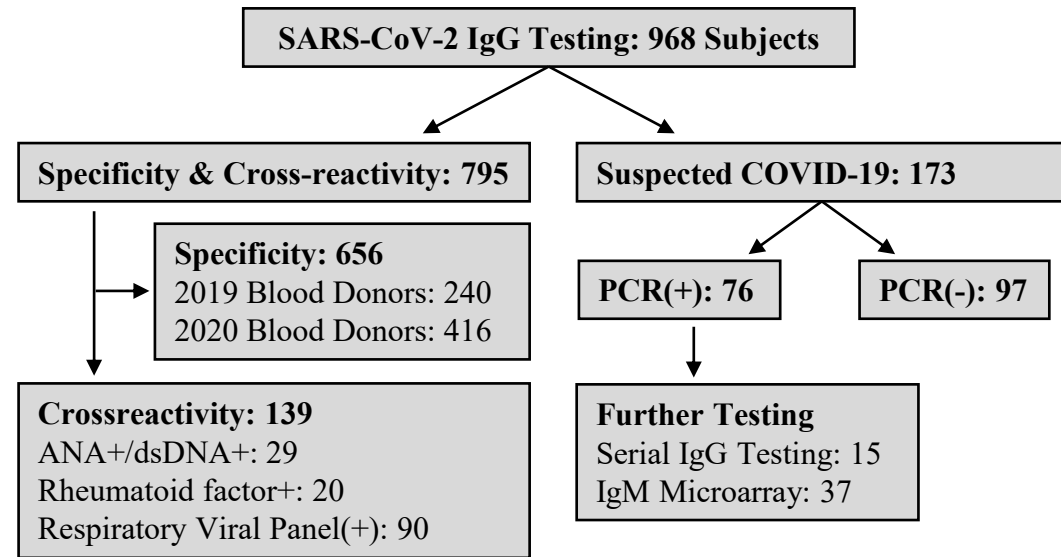 SARS-CoV-2 IgG Testing: 968 Subjects
Specificity & Cross-reactivity: 795
Suspected COVID-19: 173
Specificity: 656
2019 Blood Donors: 240
2020 Blood Donors: 416
PCR(+): 76
PCR(-): 97
Crossreactivity: 139
ANA+/dsDNA+: 29
Rheumatoid factor+: 20
Respiratory Viral Panel(+): 90
Further Testing
Serial IgG Testing: 15
IgM Microarray: 37